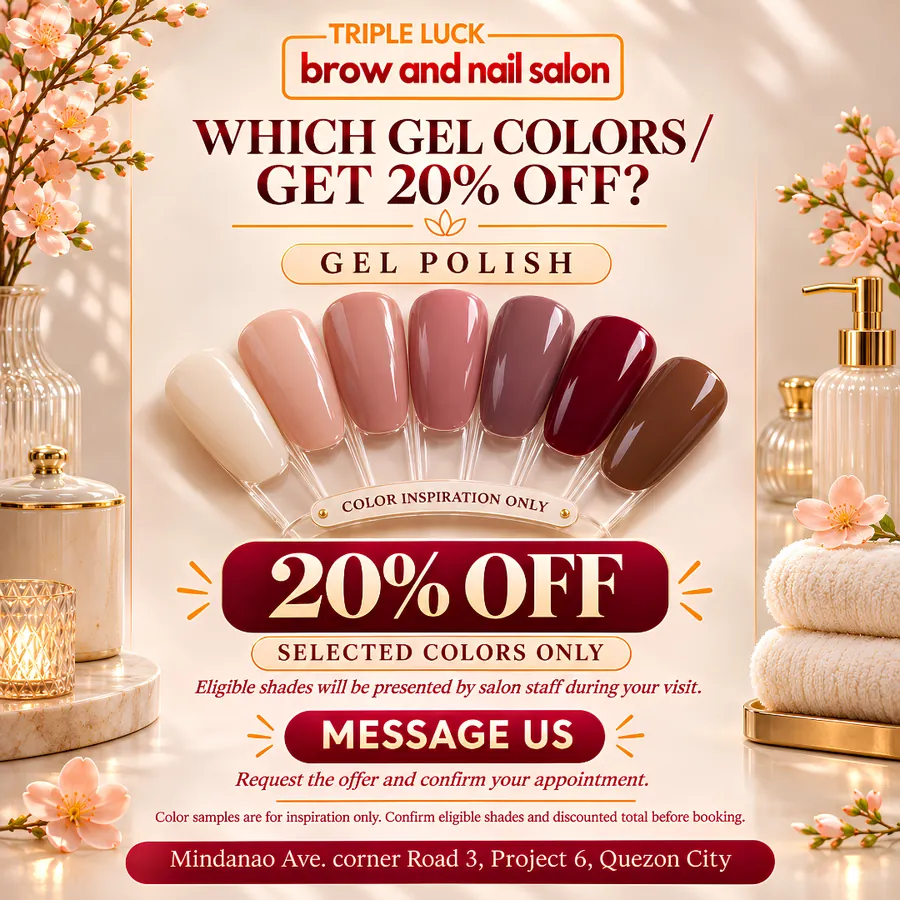 TRIPLE LUCK
brow and nail salon
WHICH GEL COLORS/
GET 20% OFF?
GEL POLISH
COLOR INSPIRATION ONLY
20% OFF
SELECTED COLORS ONLY
Eligible shades will be presented by salon staff during your visit.
MESSAGE US
Request the offer and confirm your appointment.
Color samples are for inspiration only. Confirm eligible shades and discounted total before booking.
Mindanao Ave. corner Road 3, Project 6, Quezon City